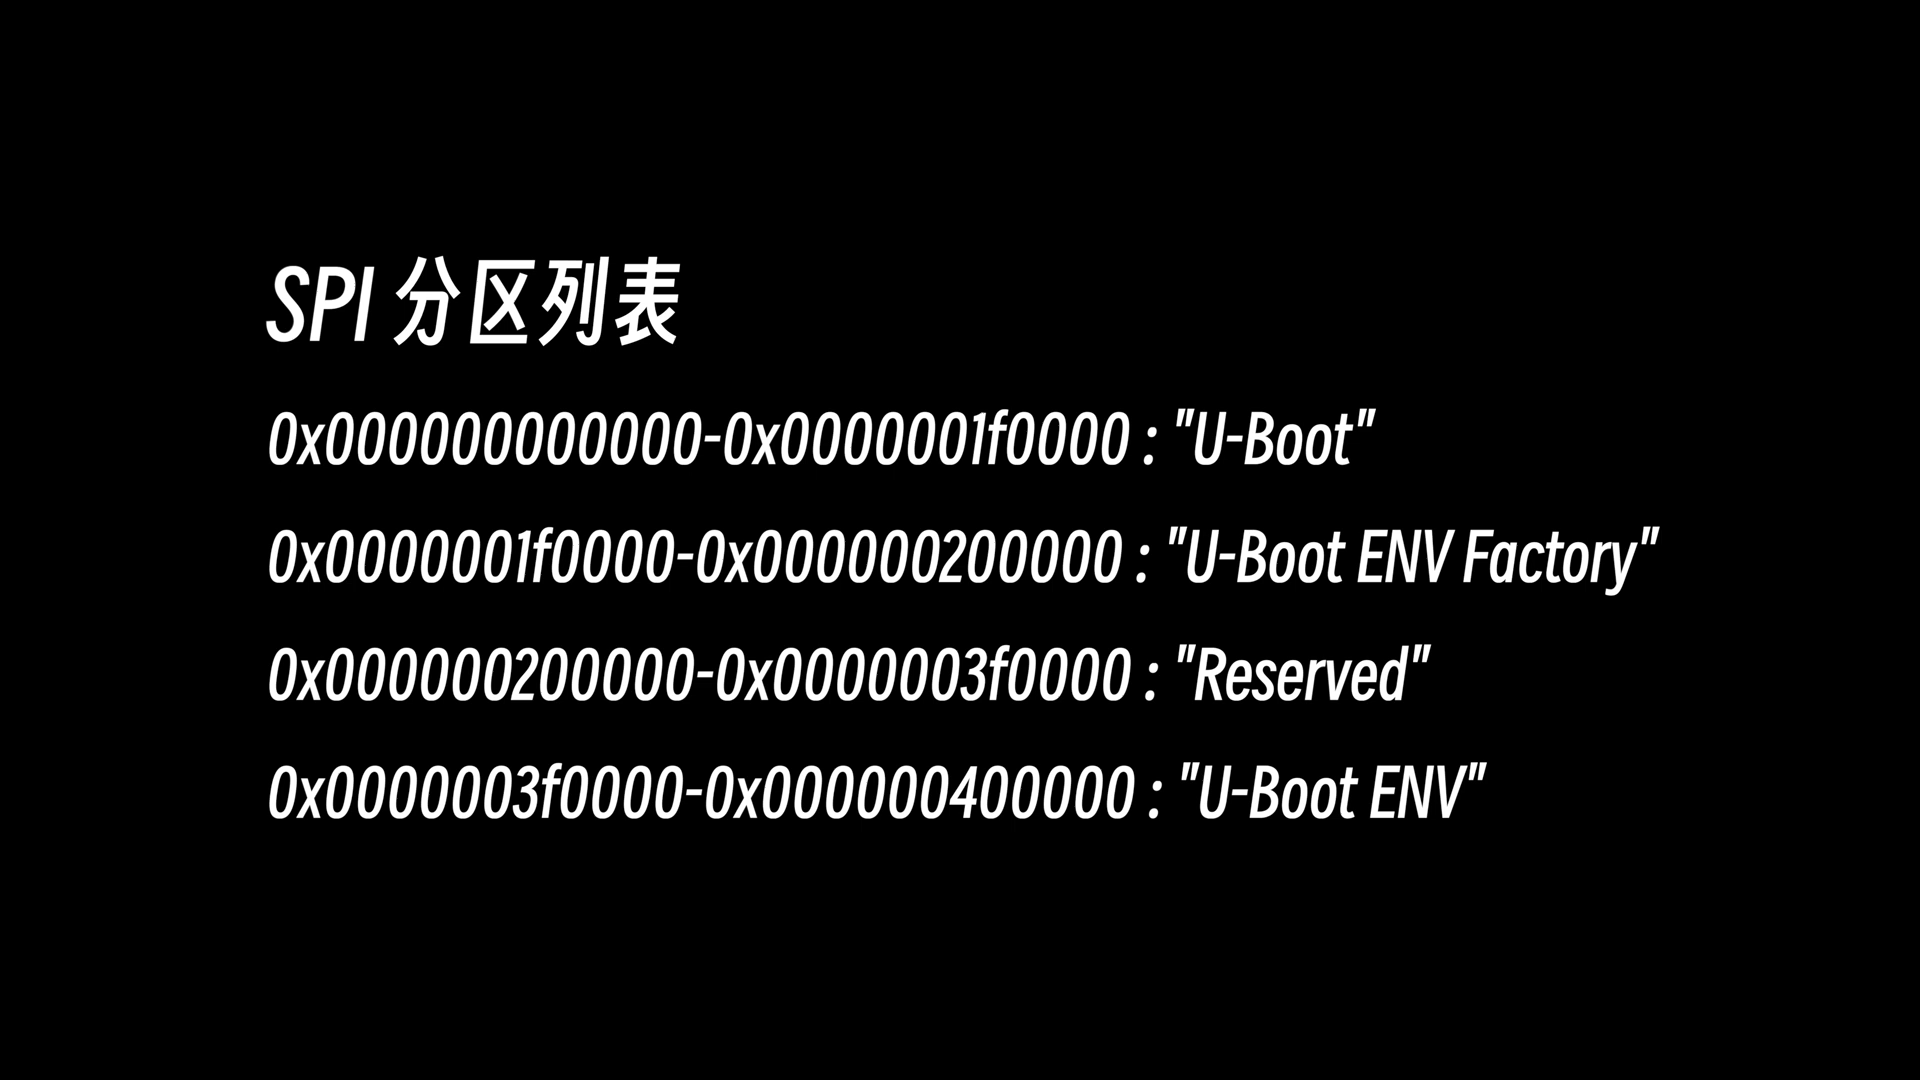 SPI 分区列表
0x000000000000-0x0000001f0000 : "U-Boot"
0x0000001f0000-0x000000200000 : "U-Boot ENV Factory"
0x000000200000-0x0000003f0000 : "Reserved"
0x0000003f0000-0x000000400000 : "U-Boot ENV"